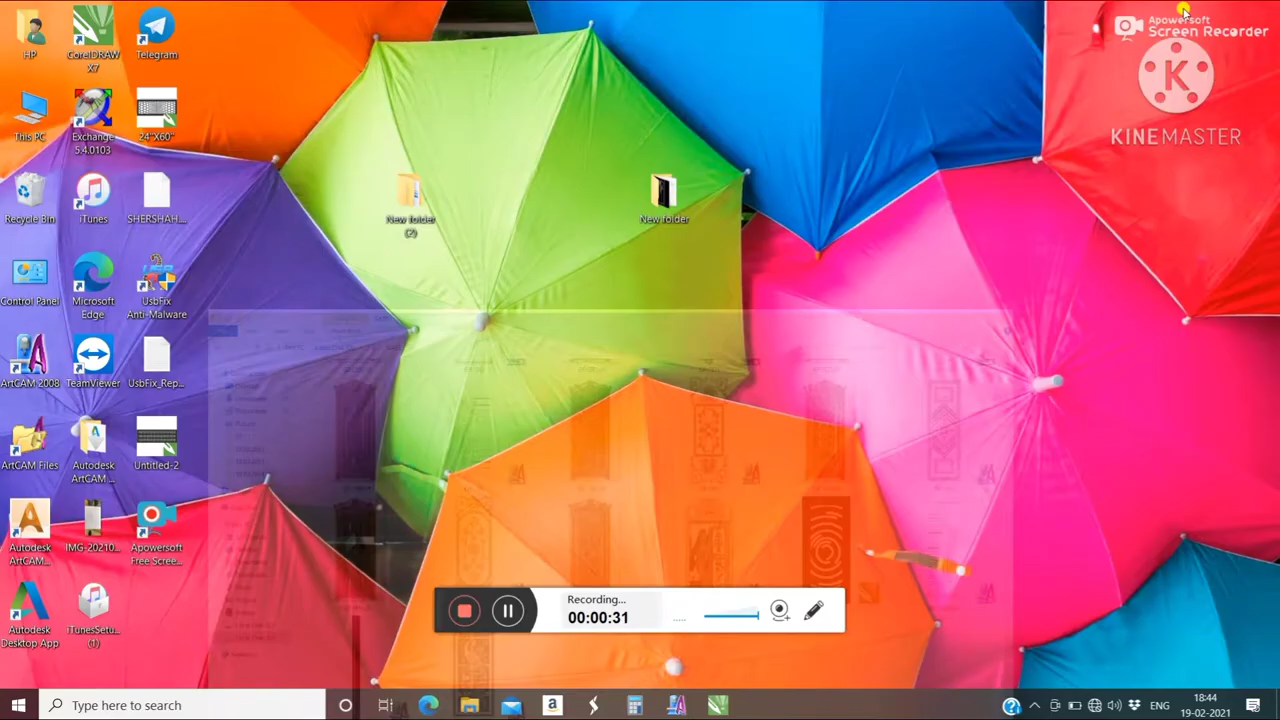 HP
CorelDRAW
X7
Telegram
This PC
Exchange
5.4.0103
24"X60"
Recycle Bin
iTunes
SHERSHAH...
Control Panel
Microsoft
Edge
UsbFix
Anti-Malware
ArtCAM 2008
TeamViewer
UsbFix_Rep...
ArtCAM Files
Autodesk
ArtCAM ...
Untitled-2
Autodesk
ArtCAM...
IMG-20210...
Apowersoft
Free Scree...
Autodesk
Desktop App
iTunesSetu...
(1)
New folder
(2)
New folder
Apowersoft
Screen Recorder
K
KINEMASTER
Recording...
00:00:31
Type here to search
ENG
18:44
19-02-2021